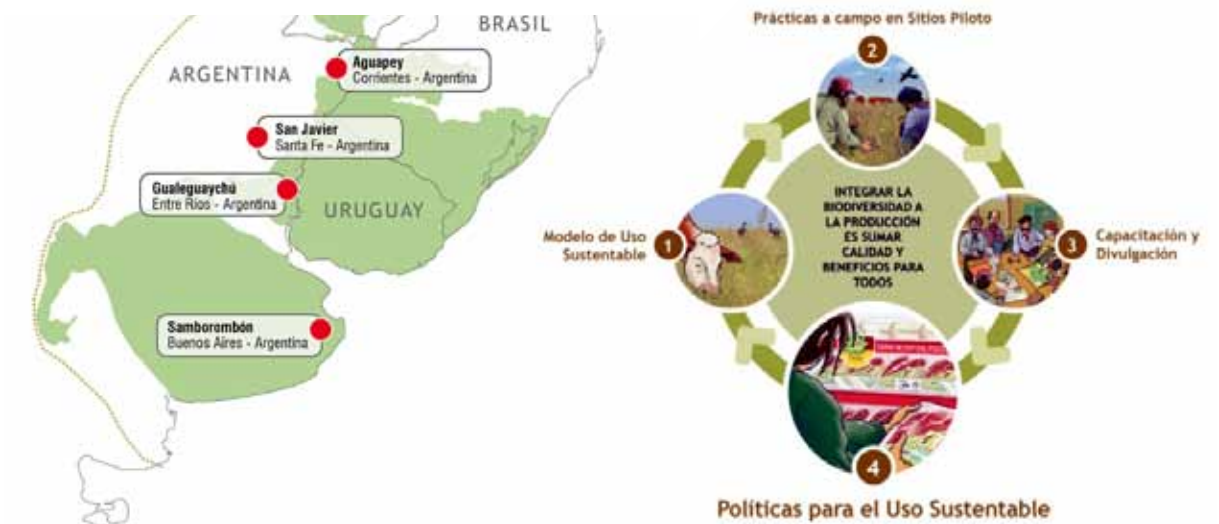 BRASIL
ARGENTINA
Aguapey
Corrientes - Argentina
San Javier
Santa Fe - Argentina
Gualeguaychú
Entre Ríos - Argentina
URUGUAY
Samborombón
Buenos Aires - Argentina
Prácticas a campo en Sitios Piloto
2
INTEGRAR LA
BIODIVERSIDAD A
LA PRODUCCIÓN
ES SUMAR
CALIDAD Y
BENEFICIOS PARA
TODOS
Modelo de Uso
Sustentable
1
3
Capacitación y
Divulgación
4
Políticas para el Uso Sustentable